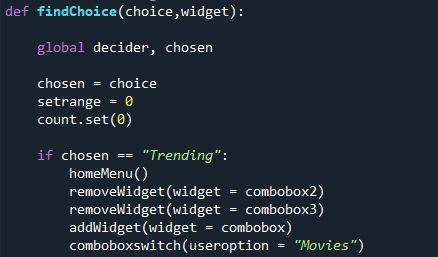 def findChoice(choice,widget):
global decider, chosen
chosen = choice
setrange = 0
count.set(0)
if chosen == "Trending":
homeMenu()
removeWidget(widget = combobox2)
removeWidget(widget = combobox3)
addWidget(widget = combobox)
comboboxswitch(useroption = "Movies")